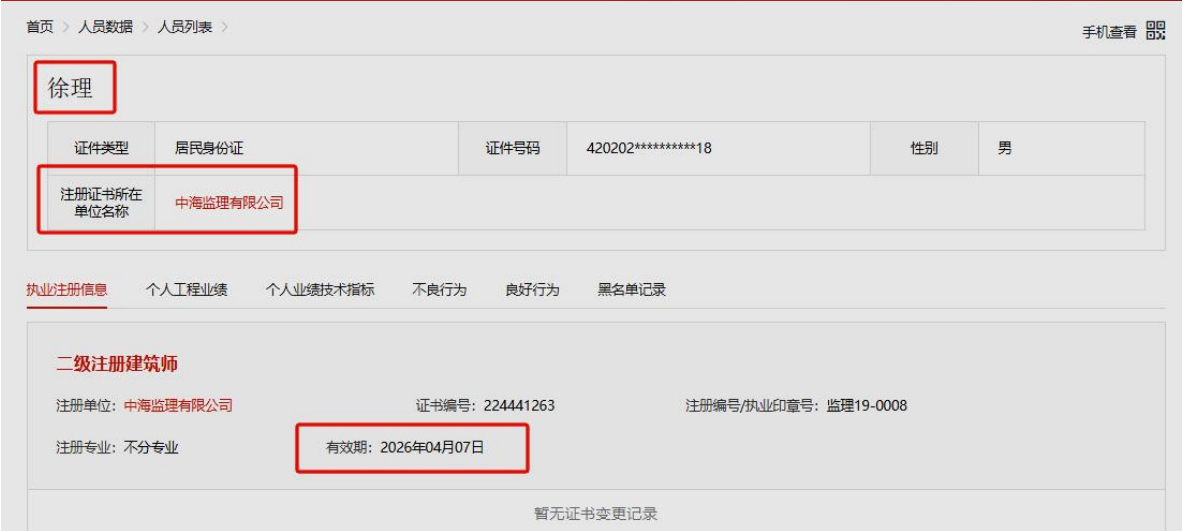 首页 > 人员数据 > 人员列表 >
手机查看
徐理
证件类型 居民身份证 证件号码 420202**********18 性别 男
注册证书所在
单位名称
中海监理有限公司
执业注册信息 个人工程业绩 个人业绩技术指标 不良行为 良好行为 黑名单记录
二级注册建筑师
注册单位：中海监理有限公司 证书编号：224441263 注册编号/执业印章号：监理19-0008
注册专业：不分专业 有效期：2026年04月07日
暂无证书变更记录